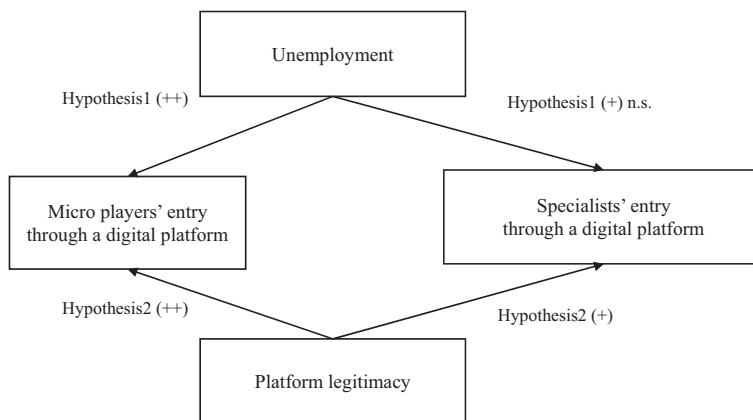 Unemployment
Hypothesis1 (++)
Hypothesis1 (+) n.s.
Micro players’ entry
through a digital platform
Specialists’ entry
through a digital platform
Hypothesis2 (++)
Hypothesis2 (+)
Platform legitimacy